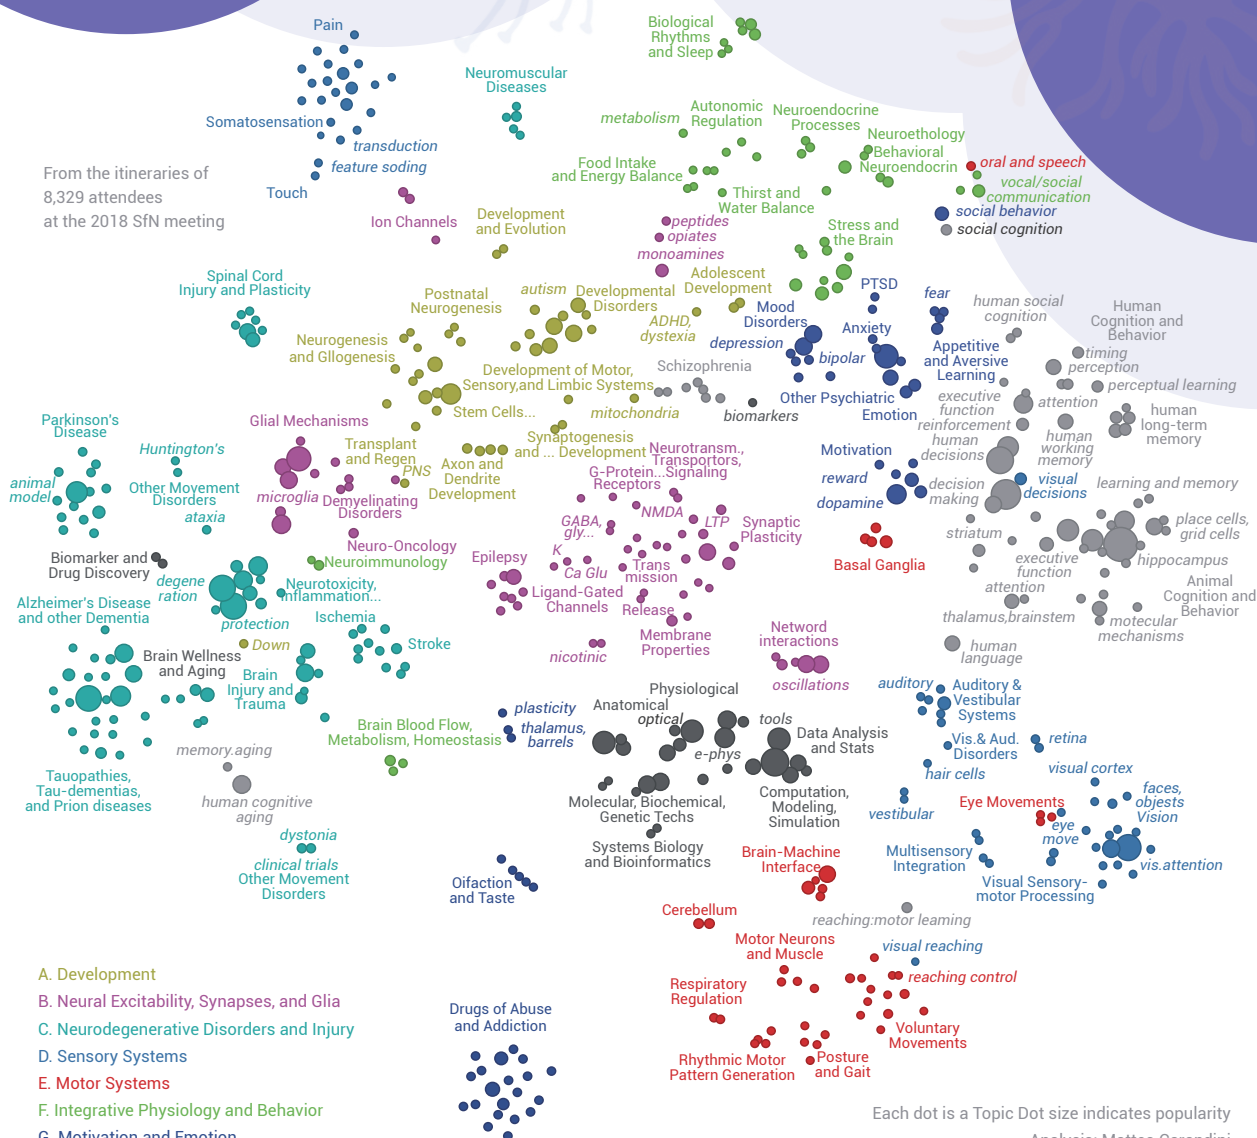 Pain
Biological
Rhythms
and Sleep
Neuromuscular
Diseases
Somatosensation
transduction
feature soding
Touch
From the itineraries of
8,329 attendees
at the 2018 SfN meeting
metabolism
Autonomic
Regulation
Neuroendocrine
Processes
Neuroethology
Behavioral
Neuroendocrin
Food Intake
and Energy Balance
Thirst and
Water Balance
oral and speech
vocal/social
communication
social behavior
social cognition
Ion Channels
Development
and Evolution
peptides
opiates
monoamines
Stress and
the Brain
Spinal Cord
Injury and Plasticity
Postnatal
Neurogenesis
autism
Developmental
Disorders
Adolescent
Development
ADHD,
dystexia
Mood
Disorders
depression
bipolar
PTSD
Anxiety
fear
Appetitive
and Aversive
Learning
human social
cognition
Human
Cognition and
Behavior
timing
perception
perceptual learning
Neurogenesis
and Gllogenesis
Development of Motor,
Sensory,and Limbic Systems
Schizophrenia
mitochondria
biomarkers
Other Psychiatric
Emotion
executive
function
reinforcement
attention
human
long-term
memory
human
decisions
human
working
memory
Stem Cells...
Synaptogenesis
and ... Development
Parkinson's
Disease
Huntington's
animal
model
Other Movement
Disorders
ataxia
Glial Mechanisms
microglia
Transplant
and Regen
PNS
Demyelinating
Disorders
Axon and
Dendrite
Development
Neurotransm.,
Transporters,
G-Protein...Signaling
Receptors
NMDA
LTP
GABA,
gly...
Synaptic
Plasticity
K
Ca Glu
Trans
mission
Motivation
reward
dopamine
Basal Ganglia
decision
making
visual
decisions
learning and memory
striatum
place cells,
grid cells
executive
function
hippocampus
attention
Animal
Cognition and
Behavior
thalamus,brainstem
molecular
mechanisms
human
language
Biomarker and
Drug Discovery
Neuro-Oncology
Neuroimmunology
degene
ration
Neurotoxicity,
Inflammation...
protection
Alzheimer's Disease
and other Dementia
Epilepsy
Ligand-Gated
Channels
Release
Membrane
Properties
nicotinic
Ischemia
Stroke
Down
Brain Wellness
and Aging
Brain
Injury and
Trauma
Network
interactions
oscillations
Physiological
Anatomical
optical
tools
e-phys
Data Analysis
and Stats
plasticity
thalamus,
barrels
Brain Blood Flow,
Metabolism, Homeostasis
memory.aging
human cognitive
aging
Tauopathies,
Tau-dementias,
and Prion diseases
dystonia
clinical trials
Other Movement
Disorders
Molecular, Biochemical,
Genetic Techs
Computation,
Modeling,
Simulation
Systems Biology
and Bioinformatics
auditory
Auditory &
Vestibular
Systems
Vis.& Aud.
Disorders
retina
hair cells
vestibular
visual cortex
faces,
objests
Vision
Eye Movements
eye
move
vis.attention
Multisensory
Integration
Visual Sensory-
motor Processing
Brain-Machine
Interface
Oifaction
and Taste
Cerebellum
reaching:motor leaming
Motor Neurons
and Muscle
visual reaching
reaching control
Respiratory
Regulation
Voluntary
Movements
Rhythmic Motor
Pattern Generation
Posture
and Gait
Drugs of Abuse
and Addiction
A. Development
B. Neural Excitability, Synapses, and Glia
C. Neurodegenerative Disorders and Injury
D. Sensory Systems
E. Motor Systems
F. Integrative Physiology and Behavior
G. Motivation and Emotion
Each dot is a Topic Dot size indicates popularity